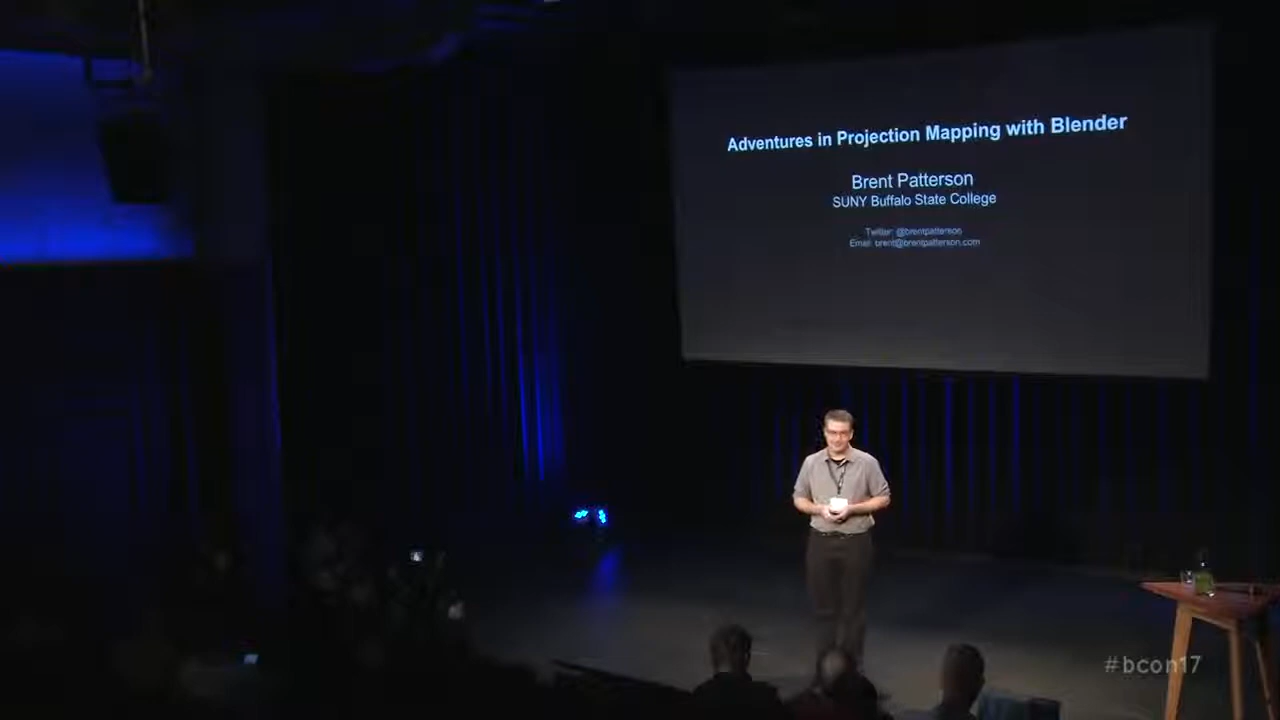 Adventures in Projection Mapping with Blender
Brent Patterson
SUNY Buffalo State College
Twitter: @brentpatterson
Email: brent@brentpatterson.com
#bcon17